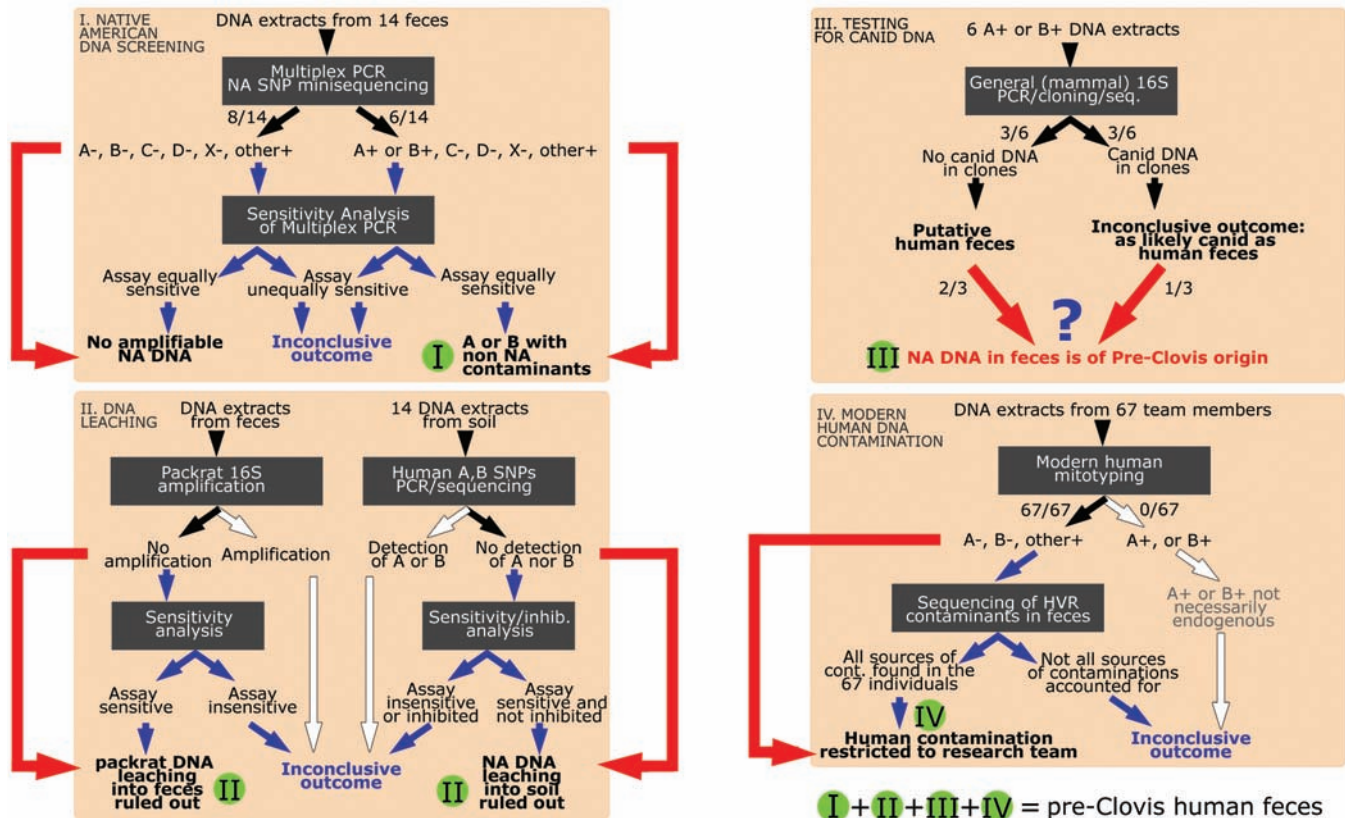 I. NATIVE
AMERICAN
DNA SCREENING
DNA extracts from 14 feces
Multiplex PCR
NA SNP minisequencing
8/14
6/14
A-, B-, C-, D-, X-, other+
A+ or B+, C-, D-, X-, other+
Sensitivity Analysis
of Multiplex PCR
Assay equally
sensitive
Assay
unequally sensitive
Assay equally
sensitive
No amplifiable
NA DNA
Inconclusive
outcome
I
A or B with
non NA
contaminants
II. DNA
LEACHING
DNA extracts
from feces
14 DNA extracts
from soil
Packrat 16S
amplification
Human A,B SNPs
PCR/sequencing
No
amplification
Amplification
Detection
of A or B
No detection
of A nor B
Sensitivity
analysis
Sensitivity/inhib.
analysis
Assay
sensitive
Assay
insensitive
Assay
insensitive
or inhibited
Assay
sensitive and
not inhibited
packrat DNA
leaching
into feces
ruled out
II
Inconclusive
outcome
II
NA DNA
leaching
into soil
ruled out
III. TESTING
FOR CANID DNA
6 A+ or B+ DNA extracts
General (mammal) 16S
PCR/cloning/seq.
3/6
3/6
No canid DNA
in clones
Canid DNA
in clones
Putative
human feces
Inconclusive outcome:
as likely canid as
human feces
2/3
1/3
?
III
NA DNA in feces is of Pre-Clovis origin
IV. MODERN
HUMAN DNA
CONTAMINATION
DNA extracts from 67 team members
Modern human
mitotyping
67/67
0/67
A-, B-, other+
A+, or B+
Sequencing of HVR
contaminants in feces
A+ or B+ not
necessarily
endogenous
All sources of
cont. found in the
67 individuals
Not all sources
of contaminations
accounted for
IV
Human contamination
restricted to research team
Inconclusive
outcome
I + II + III + IV = pre-Clovis human feces